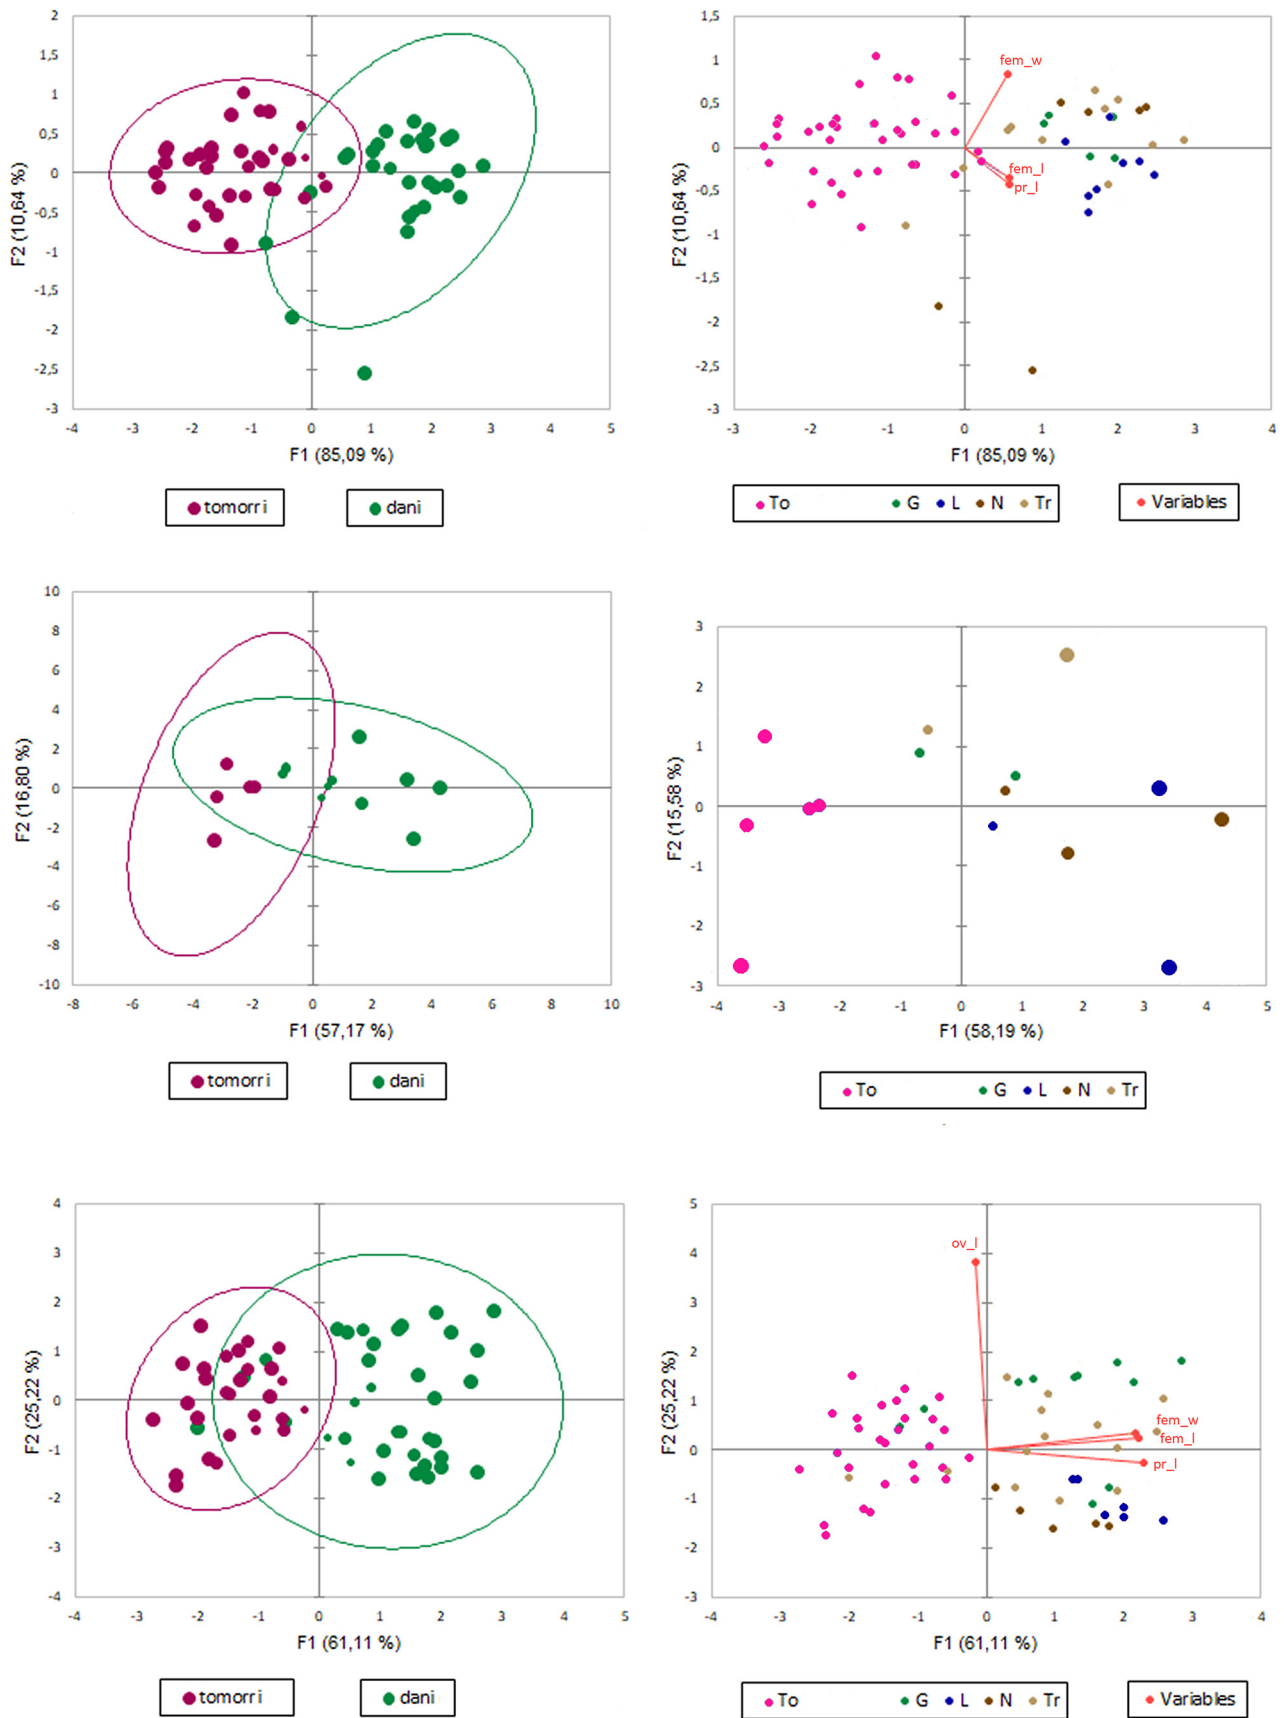 2
1,5
1
0,5
0
-0,5
-1
-1,5
-2
-2,5
-3
F2 (10,64 %)
-4 -3 -2 -1 0 1 2 3 4 5
F1 (85,09 %)
tomorri dani
1,5
1
0,5
0
-0,5
-1
1,5
-2
-2,5
-3
F2 (10,64 %)
fem_w
fem_l
pr_l
-3 -2 -1 0 1 2 3 4
F1 (85,09 %)
To G L N Tr
Variables
10
8
6
4
2
0
-2
-4
-6
-8
-10
F2 (16,80 %)
-8 -6 -4 -2 0 2 4 6 8 10
F1 (57,17 %)
tomorri dani
3
2
1
0
-1
-2
-3
F2 (15,58 %)
-4 -3 -2 -1 0 1 2 3 4 5
F1 (58,19 %)
To G L N Tr
4
3
2
1
0
-1
-2
-3
-4
F2 (25,22 %)
-4 -3 -2 -1 0 1 2 3 4 5
F1 (61,11 %)
tomorri dani
5
4
3
2
1
0
-1
-2
-3
F2 (25,22 %)
ov_l
fem_w
fem_l
pr_l
-4 -3 -2 -1 0 1 2 3 4
F1 (61,11 %)
To G L N Tr
Variables